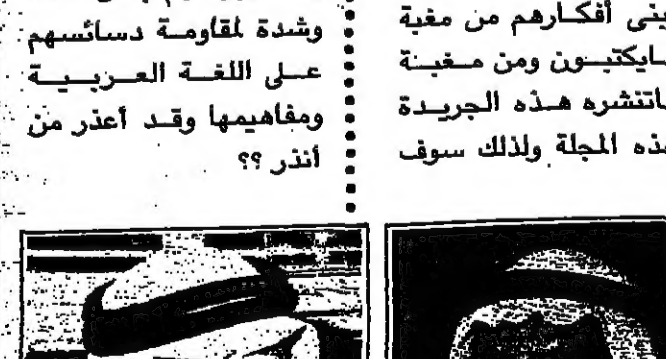 يني أفكارهم من مغبة
مايكتبون ومن مغبنة
ماتنشره هذه الجريدة
هذه المجلة ولذلك سوف
وشدة لمقاومة دسائسهم
على اللغة العربية
ومفاهيمها وقد أعذر من
أنذر ؟؟